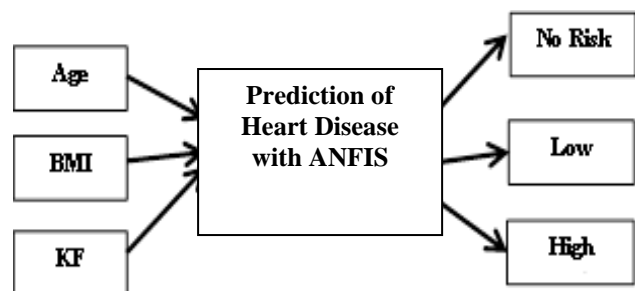 Age
BMI
KF
Prediction of
Heart Disease
with ANFIS
No Risk
Low
High